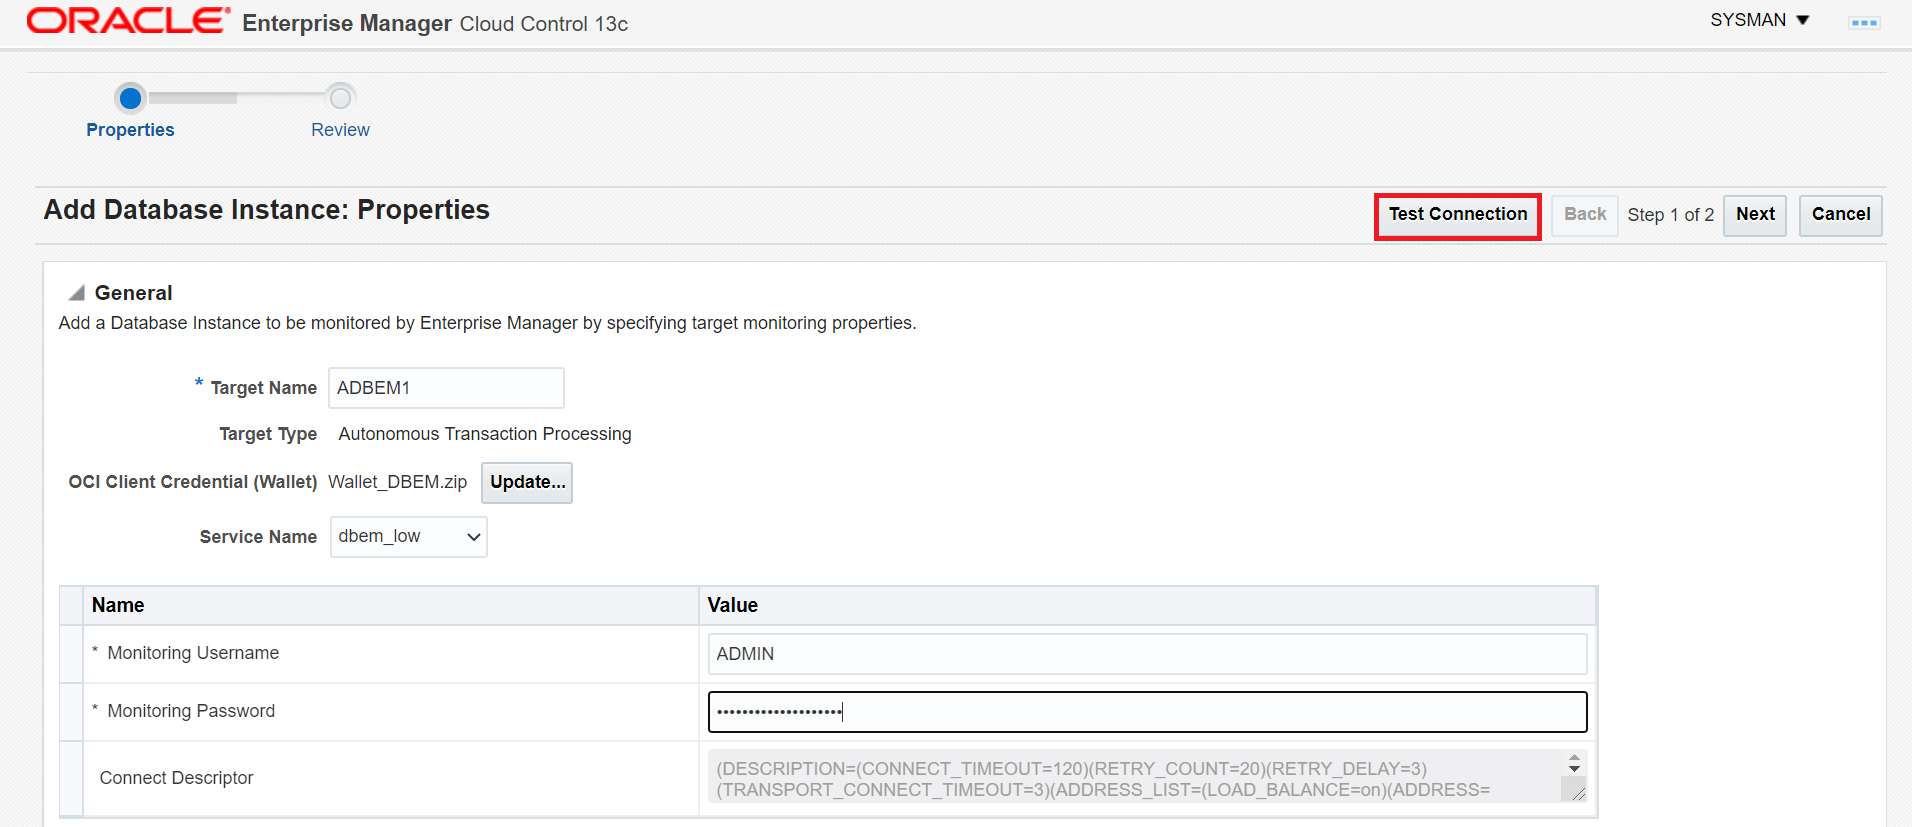 ORACLE® Enterprise Manager Cloud Control 13c
SYSMAN
Properties
Review
Add Database Instance: Properties
Test Connection
Back
Step 1 of 2
Next
Cancel
General
Add a Database Instance to be monitored by Enterprise Manager by specifying target monitoring properties.
* Target Name ADBEM1
Target Type Autonomous Transaction Processing
OCI Client Credential (Wallet) Wallet_DBEM.zip Update...
Service Name dbem_low
Name Value
* Monitoring Username ADMIN
* Monitoring Password ••••••••••••••••••••
Connect Descriptor
(DESCRIPTION=(CONNECT_TIMEOUT=120)(RETRY_COUNT=20)(RETRY_DELAY=3)
(TRANSPORT_CONNECT_TIMEOUT=3)(ADDRESS_LIST=(LOAD_BALANCE=on)(ADDRESS=